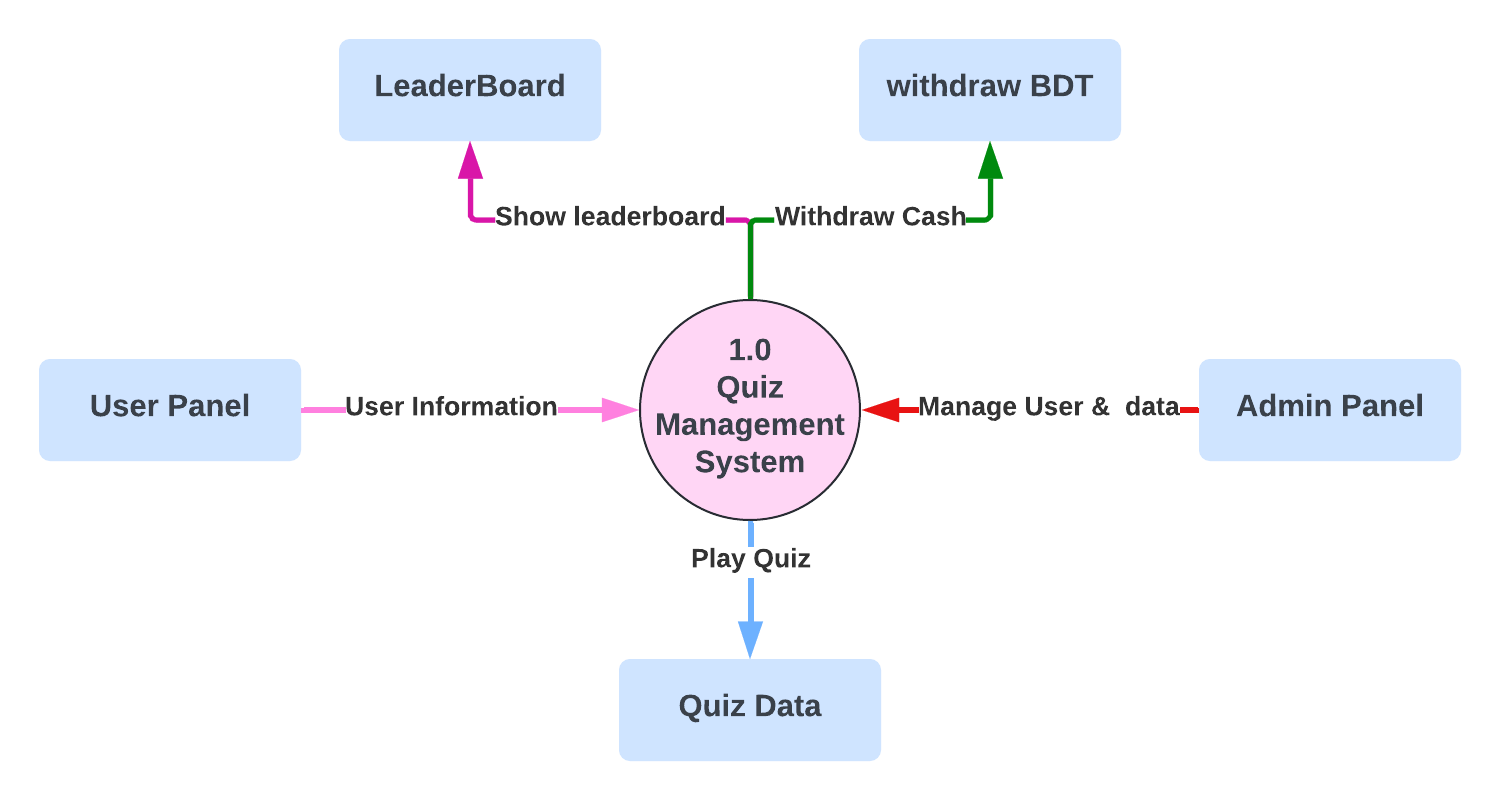 LeaderBoard
withdraw BDT
Show leaderboard
Withdraw Cash
1.0
Quiz
Management
System
User Panel
User Information
Manage User &  data
Admin Panel
Play Quiz
Quiz Data